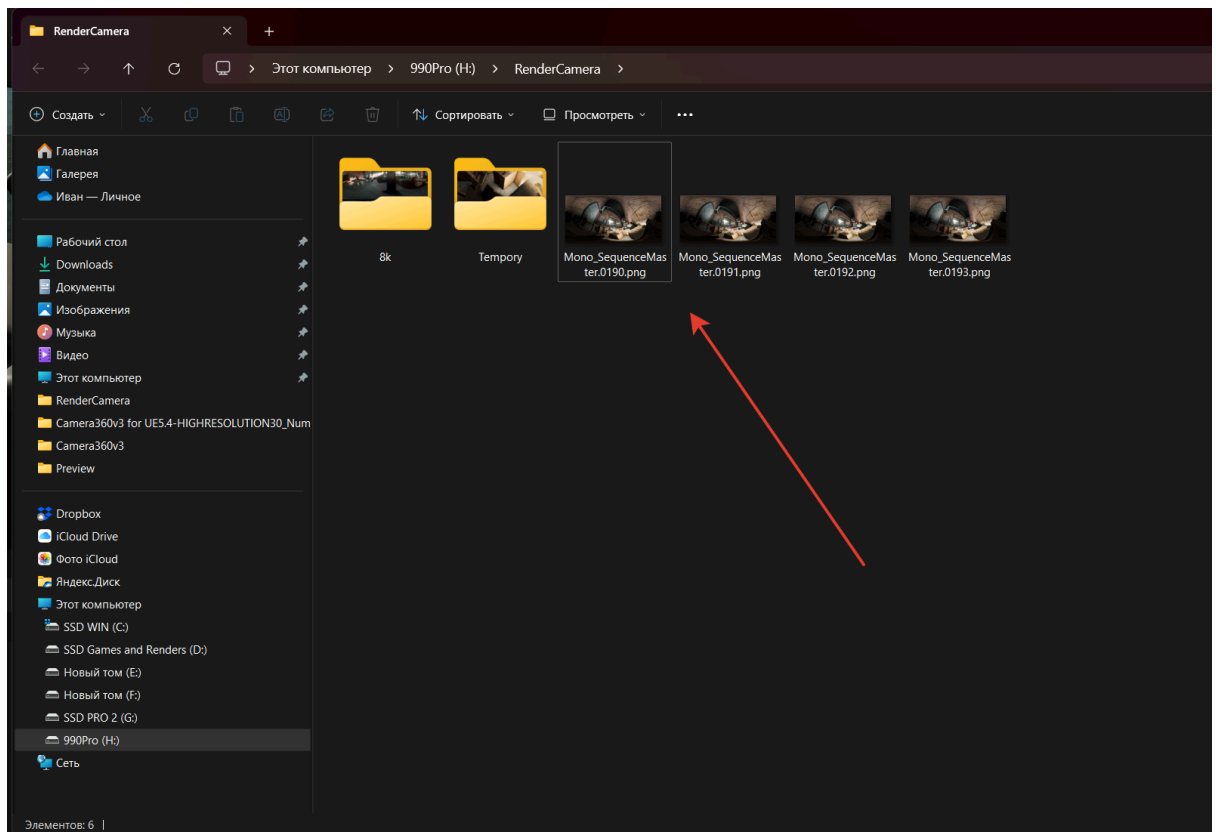 RenderCamera
Этот компьютер > 990Pro (H:) > RenderCamera >
Создать
Сортировать
Просмотреть
Главная
Галерея
Иван — Личное
Рабочий стол
Downloads
Документы
Изображения
Музыка
Видео
Этот компьютер
RenderCamera
Camera360v3 for UE5.4-HIGHRESOLUTION30_Num
Camera360v3
Preview
Dropbox
iCloud Drive
Фото iCloud
Яндекс.Диск
Этот компьютер
SSD WIN (C:)
SSD Games and Renders (D:)
Новый том (E:)
Новый том (F:)
SSD PRO 2 (G:)
990Pro (H:)
Сеть
8k
Tempory
Mono_SequenceMas
ter.0190.png
Mono_SequenceMas
ter.0191.png
Mono_SequenceMas
ter.0192.png
Mono_SequenceMas
ter.0193.png
Элементов: 6